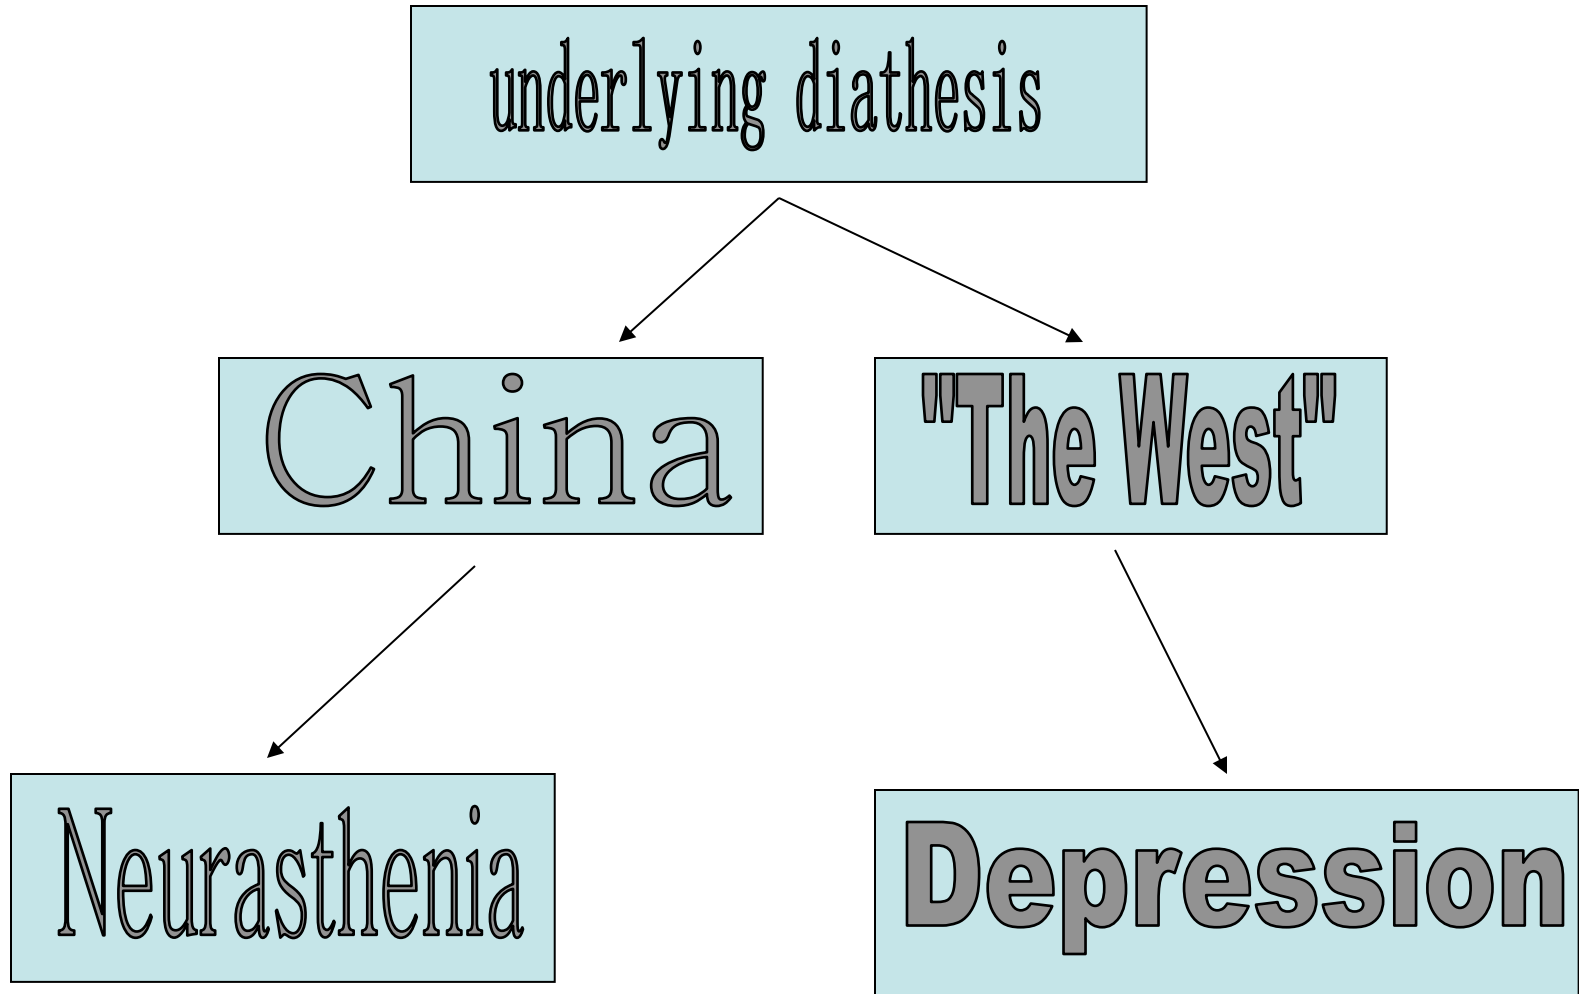 underlying diathesis
China
"The West"
Neurasthenia
Depression